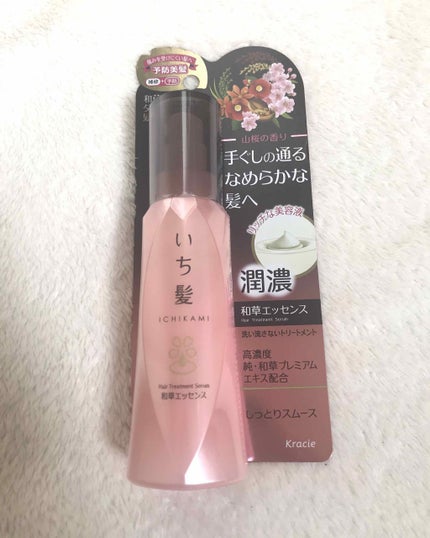 予防美髪
補修+予防
山桜の香り
手ぐしの通る
なめらかな
髪へ
リッチな美容液
潤濃
和草エッセンス
Hair Treatment Serum
洗い流さないトリートメント
高濃度
純・和草プレミアム
エキス配合
しっとりスムース
Kracie
いち髪
ICHIKAMI
Hair Treatment Serum
和草エッセンス